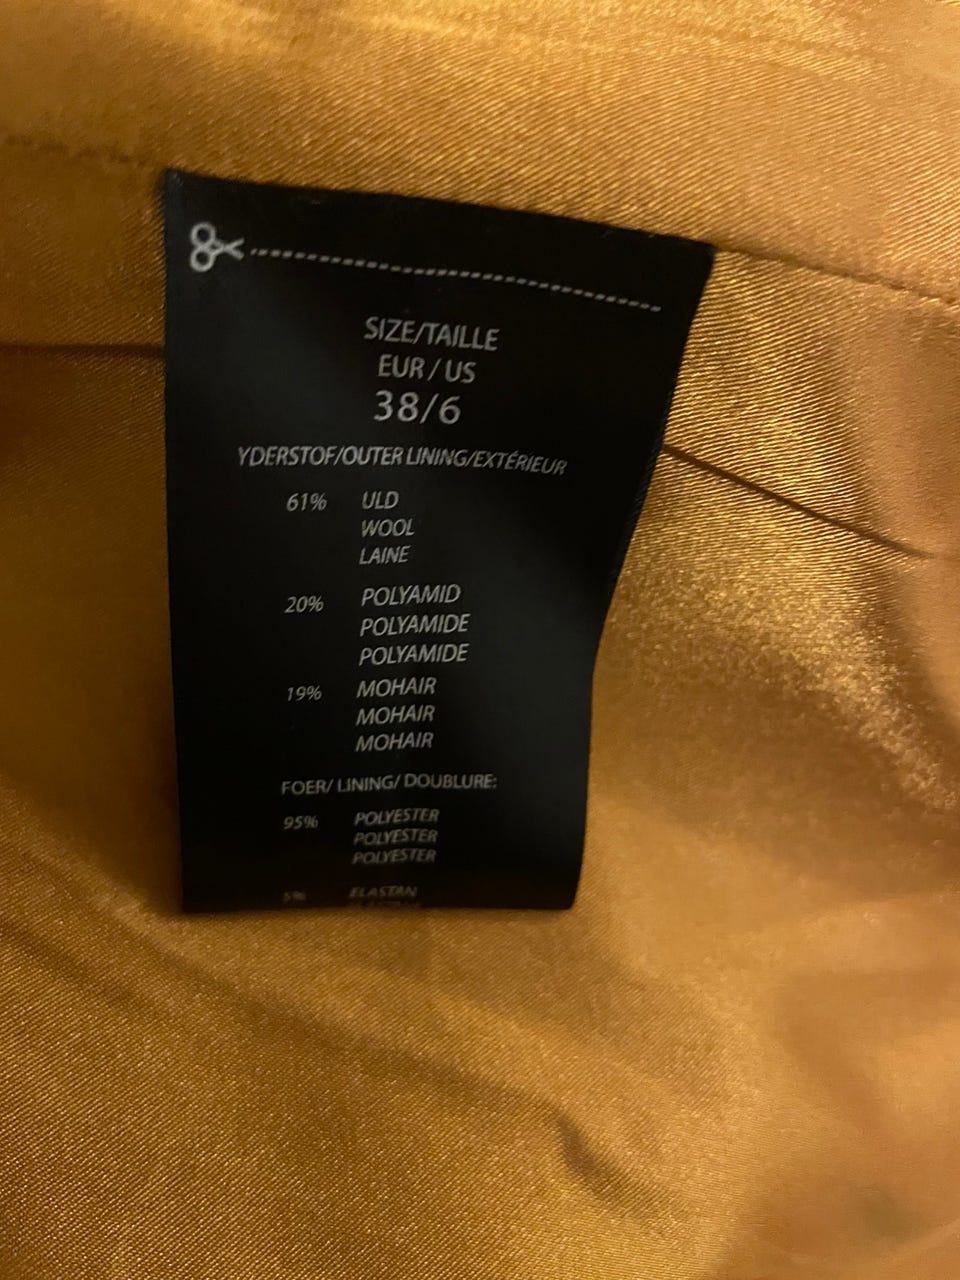 SIZE/TAILLE
EUR / US
38/6
YDERSTOF/OUTER LINING/EXTÉRIEUR
61% ULD
WOOL
LAINE
20% POLYAMID
POLYAMIDE
POLYAMIDE
19% MOHAIR
MOHAIR
MOHAIR
FOER/ LINING/ DOUBLURE:
95% POLYESTER
POLYESTER
POLYESTER
5% ELASTAN